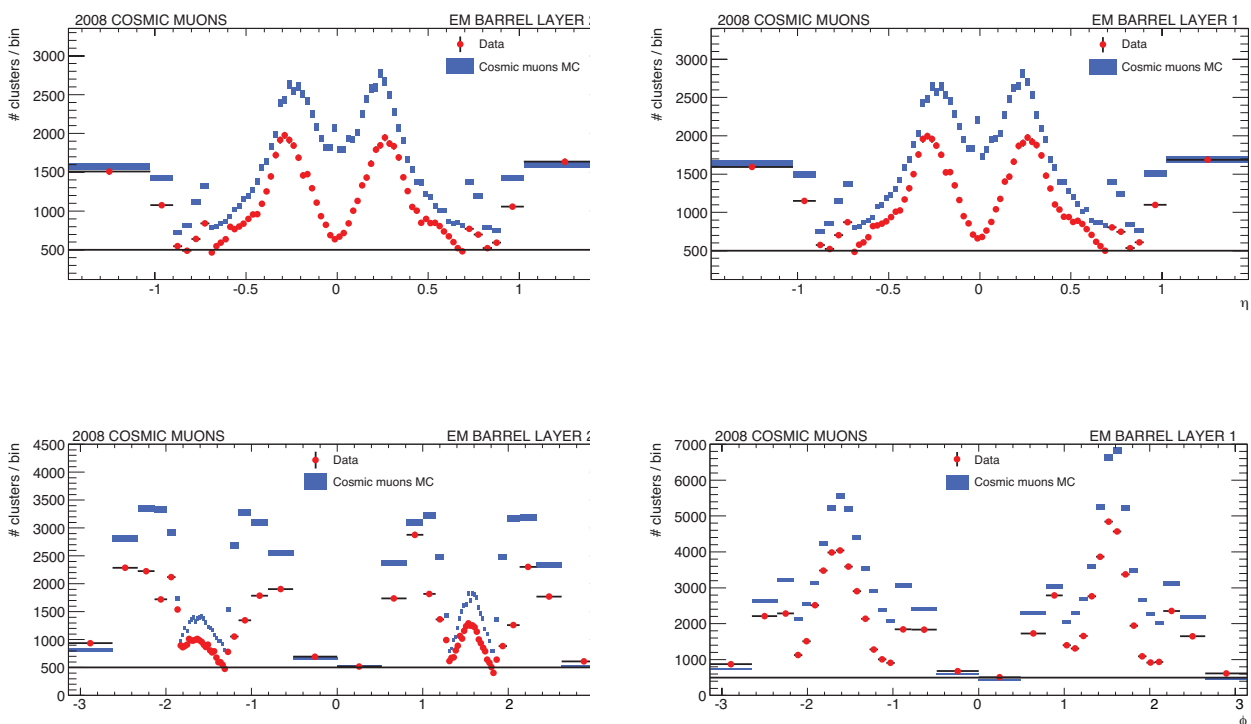 2008 COSMIC MUONS EM BARREL LAYER 2
# clusters / bin
Data
Cosmic muons MC
3500
3000
2500
2000
1500
1000
500
0
-1 -0.5 0 0.5 1
2008 COSMIC MUONS EM BARREL LAYER 1
# clusters / bin
Data
Cosmic muons MC
3500
3000
2500
2000
1500
1000
500
0
-1 -0.5 0 0.5 1
η
2008 COSMIC MUONS EM BARREL LAYER 2
# clusters / bin
Data
Cosmic muons MC
4500
4000
3500
3000
2500
2000
1500
1000
500
0
-3 -2 -1 0 1 2
2008 COSMIC MUONS EM BARREL LAYER 1
# clusters / bin
Data
Cosmic muons MC
7000
6000
5000
4000
3000
2000
1000
0
-3 -2 -1 0 1 2 3